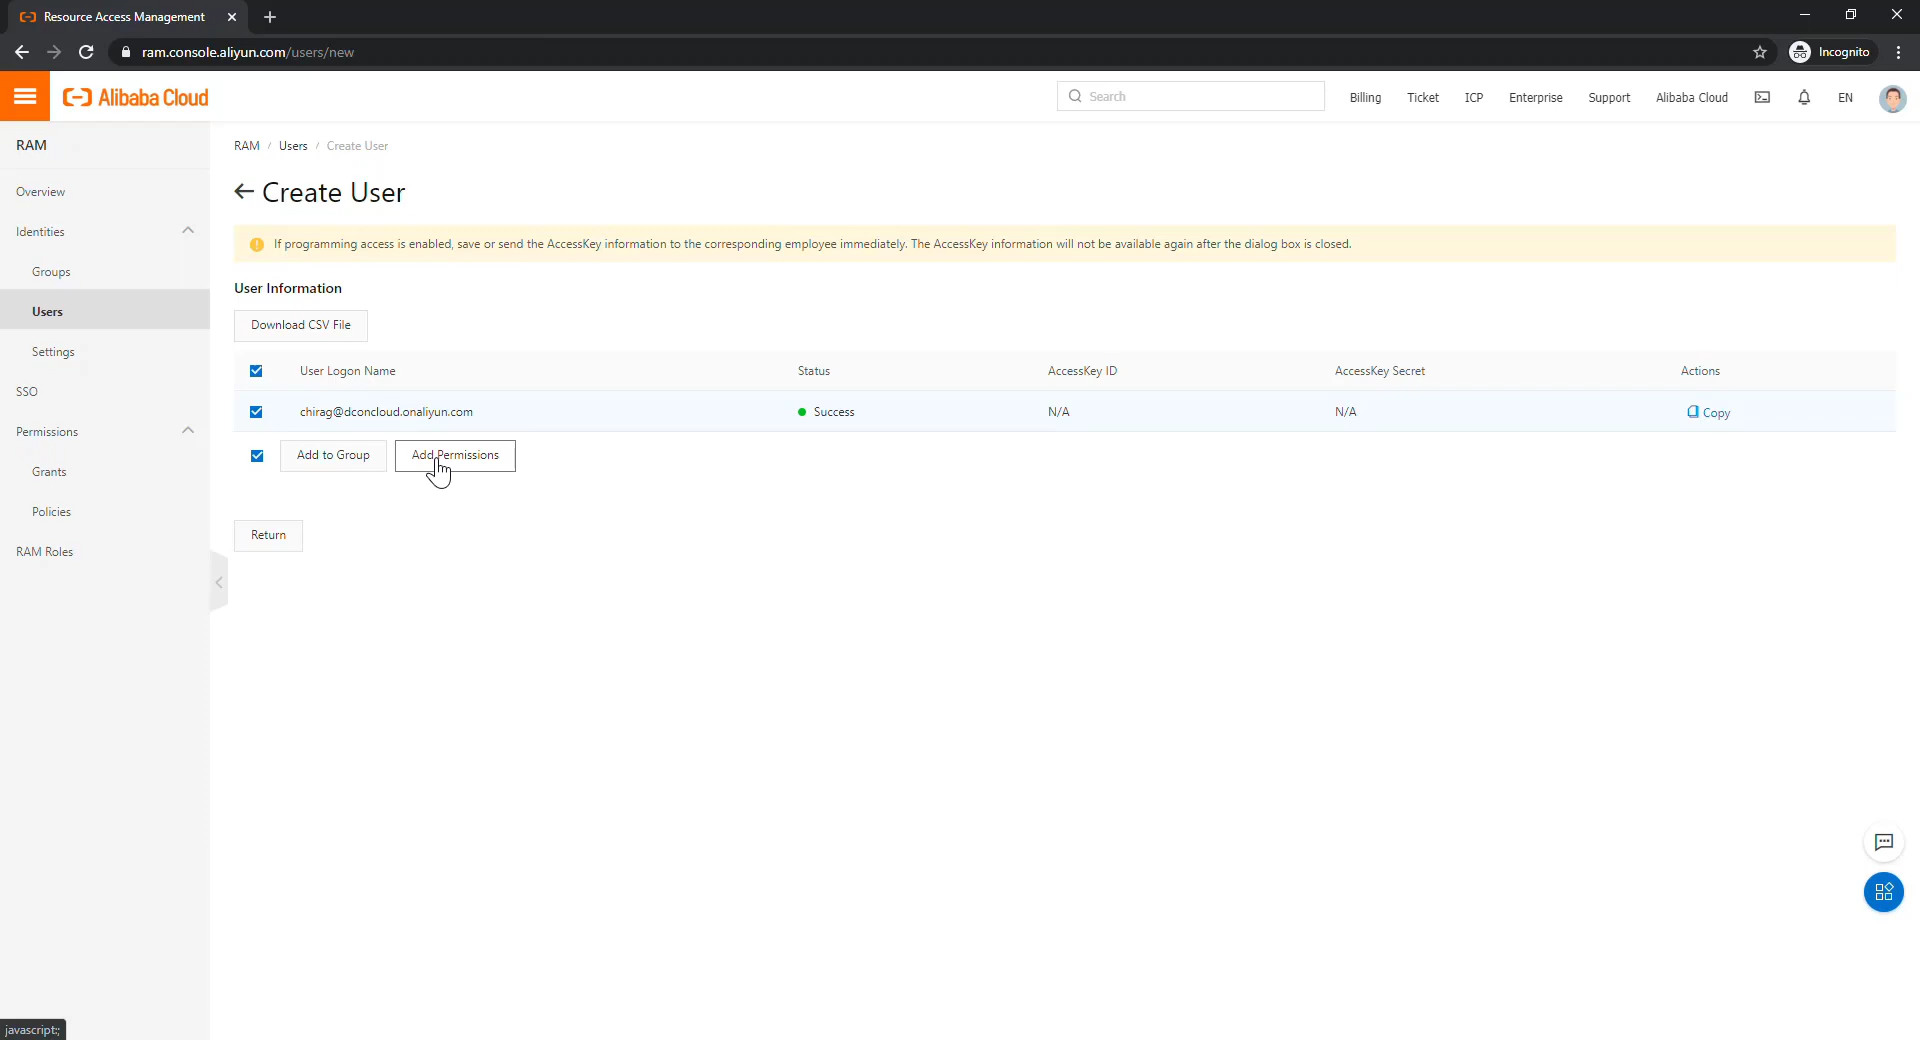 Resource Access Management
ram.console.aliyun.com/users/new
Incognito
Alibaba Cloud
Search
Billing
Ticket
ICP
Enterprise
Support
Alibaba Cloud
EN
RAM
Overview
Identities
Groups
Users
Settings
SSO
Permissions
Grants
Policies
RAM Roles
RAM / Users / Create User
Create User
If programming access is enabled, save or send the AccessKey information to the corresponding employee immediately. The AccessKey information will not be available again after the dialog box is closed.
User Information
Download CSV File
User Logon Name Status AccessKey ID AccessKey Secret Actions
chirag@dconcloud.onaliyun.com Success N/A N/A Copy
Add to Group Add Permissions
Return
javascript:;